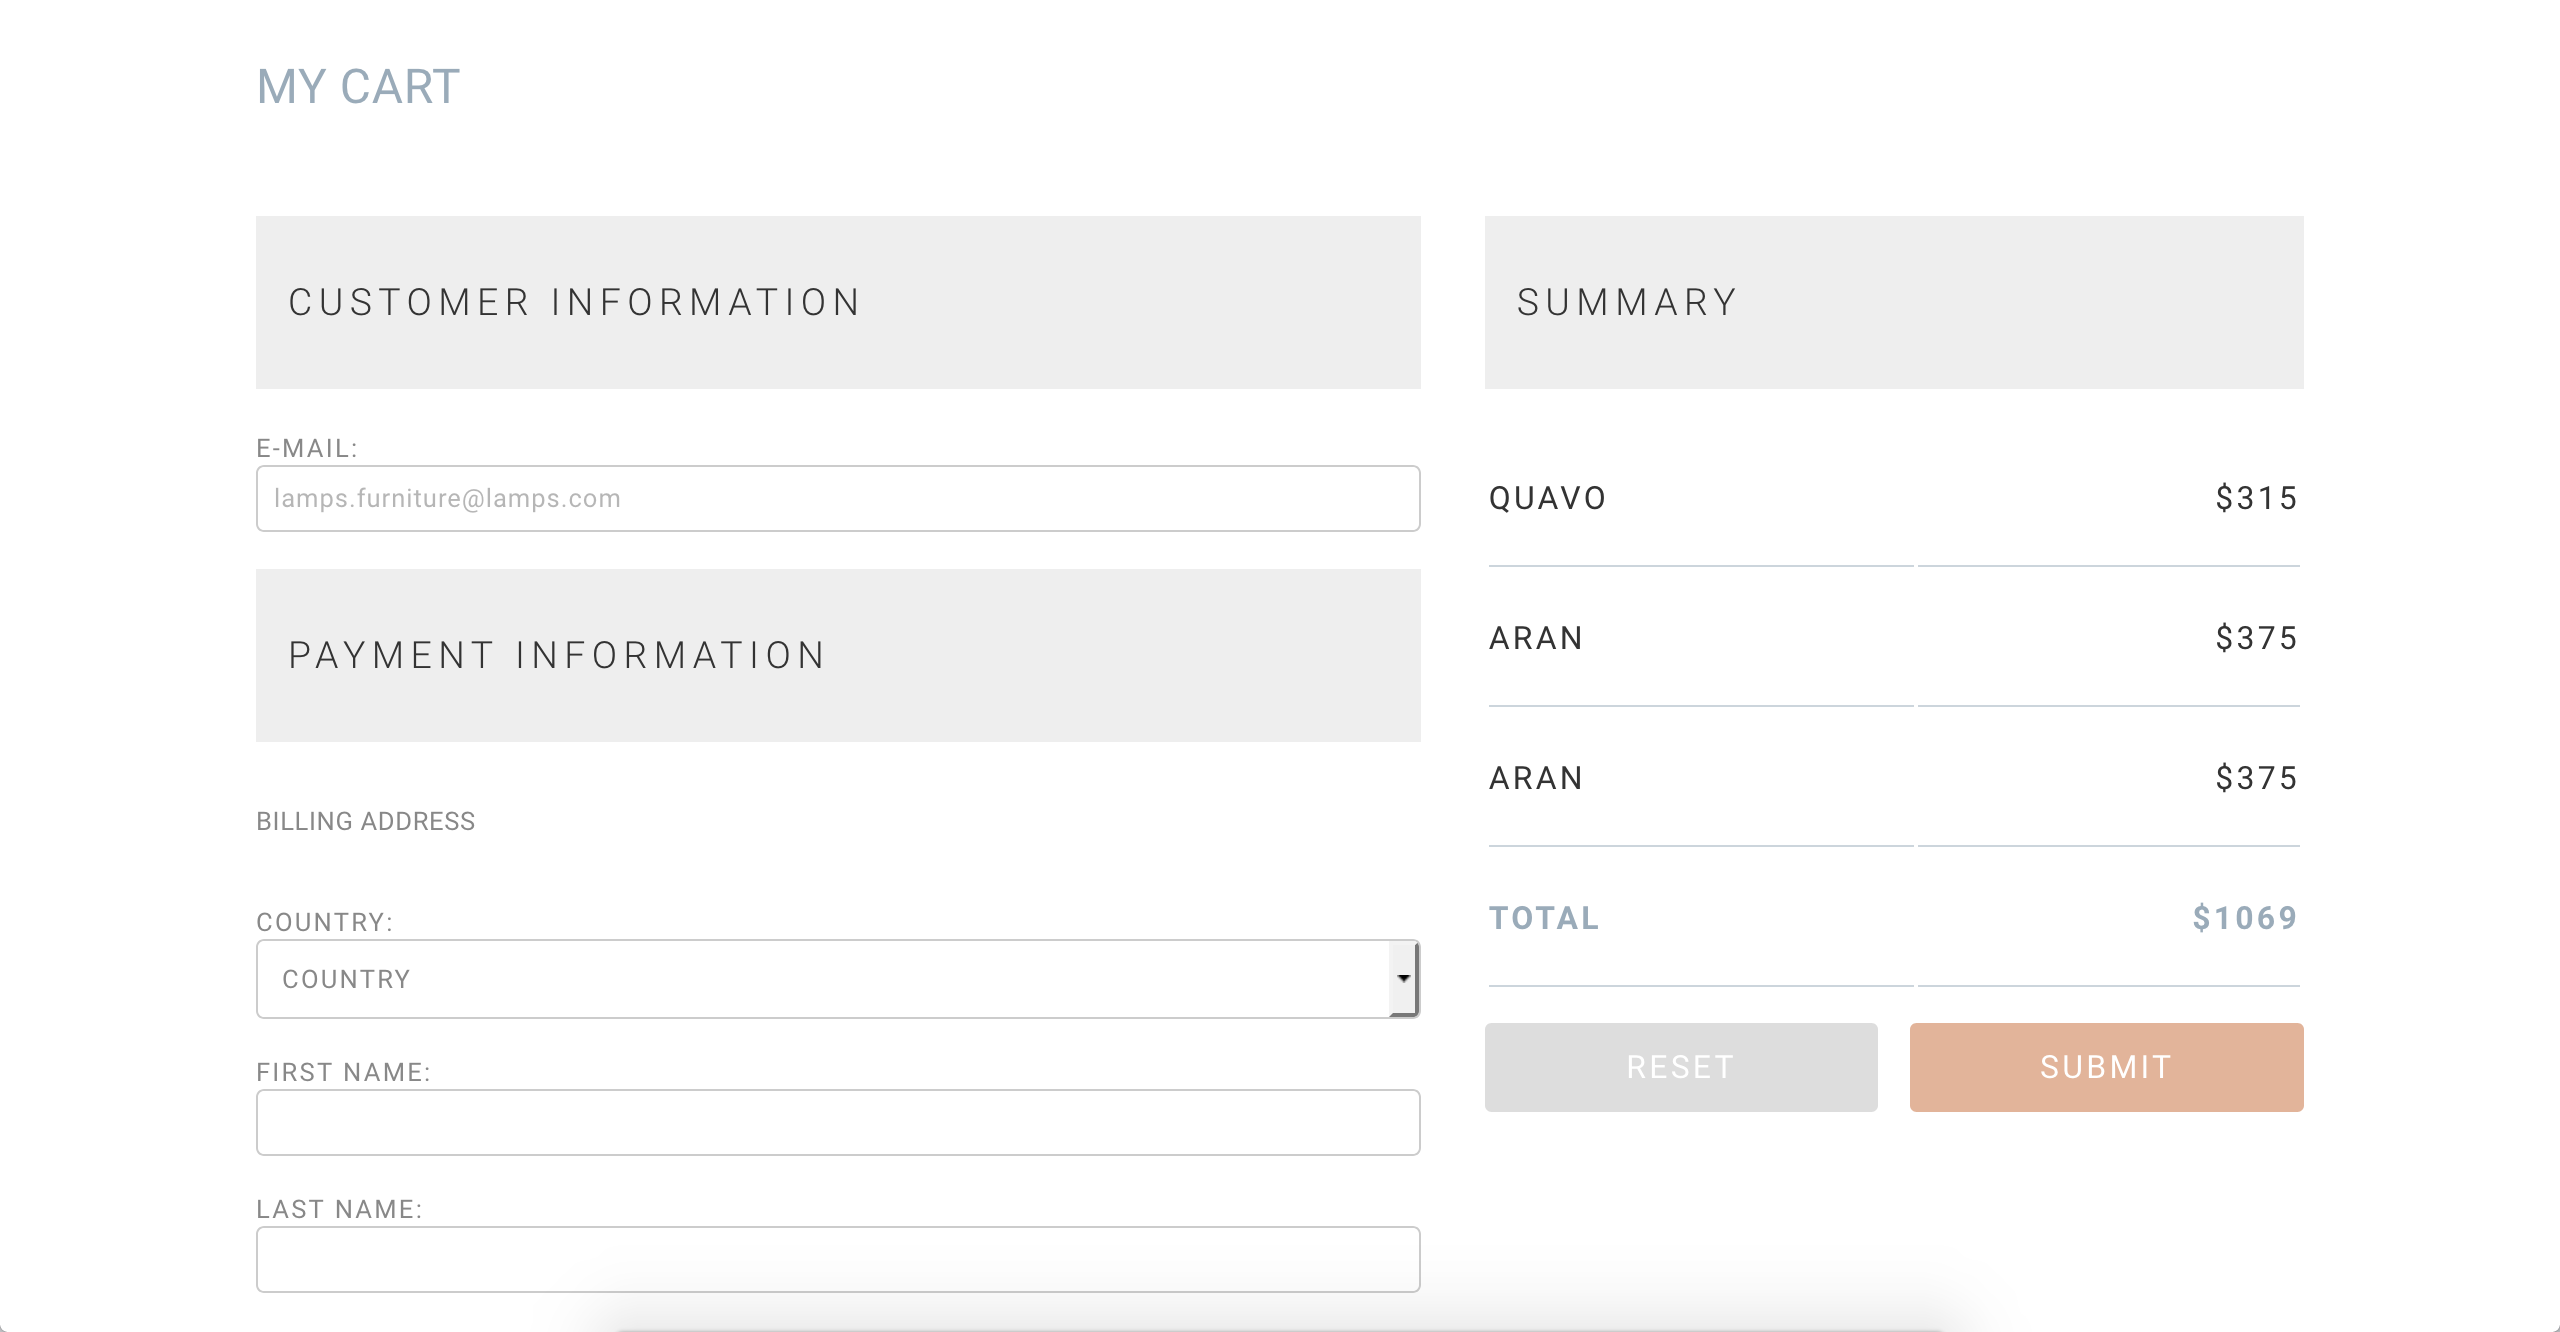 MY CART
CUSTOMER INFORMATION
E-MAIL:
lamps.furniture@lamps.com
PAYMENT INFORMATION
BILLING ADDRESS
COUNTRY:
COUNTRY
FIRST NAME:
LAST NAME:
SUMMARY
QUAVO $315
ARAN $375
ARAN $375
TOTAL $1069
RESET SUBMIT